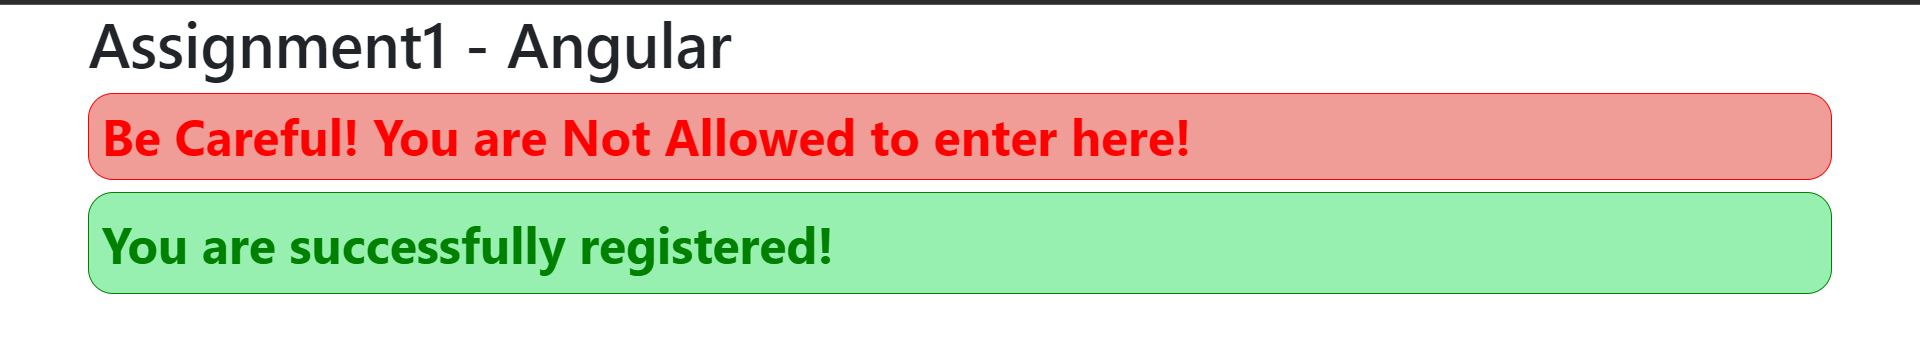 Assignment1 - Angular
Be Careful! You are Not Allowed to enter here!
You are successfully registered!